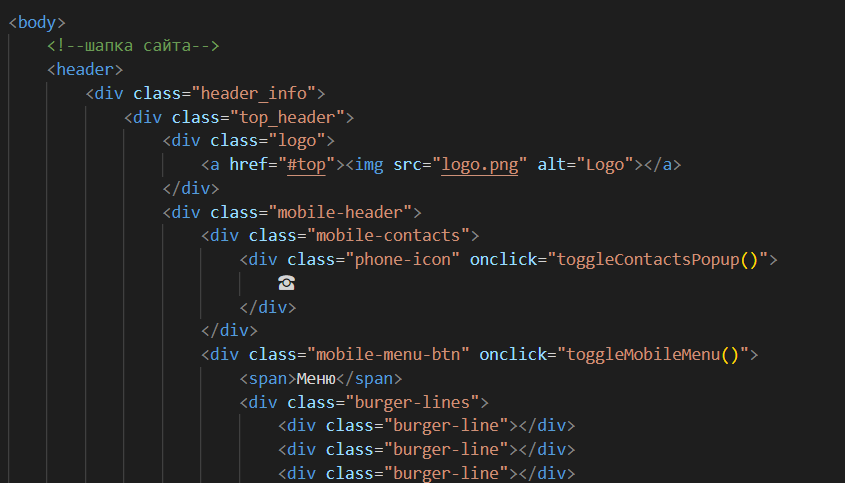 <body>
<!--шапка сайта-->
<header>
<div class="header_info">
<div class="top_header">
<div class="logo">
<a href="#top"><img src="logo.png" alt="Logo"></a>
</div>
<div class="mobile-header">
<div class="mobile-contacts">
<div class="phone-icon" onclick="toggleContactsPopup()">
☎
</div>
</div>
<div class="mobile-menu-btn" onclick="toggleMobileMenu()">
<span>Меню</span>
<div class="burger-lines">
<div class="burger-line"></div>
<div class="burger-line"></div>
<div class="burger-line"></div>